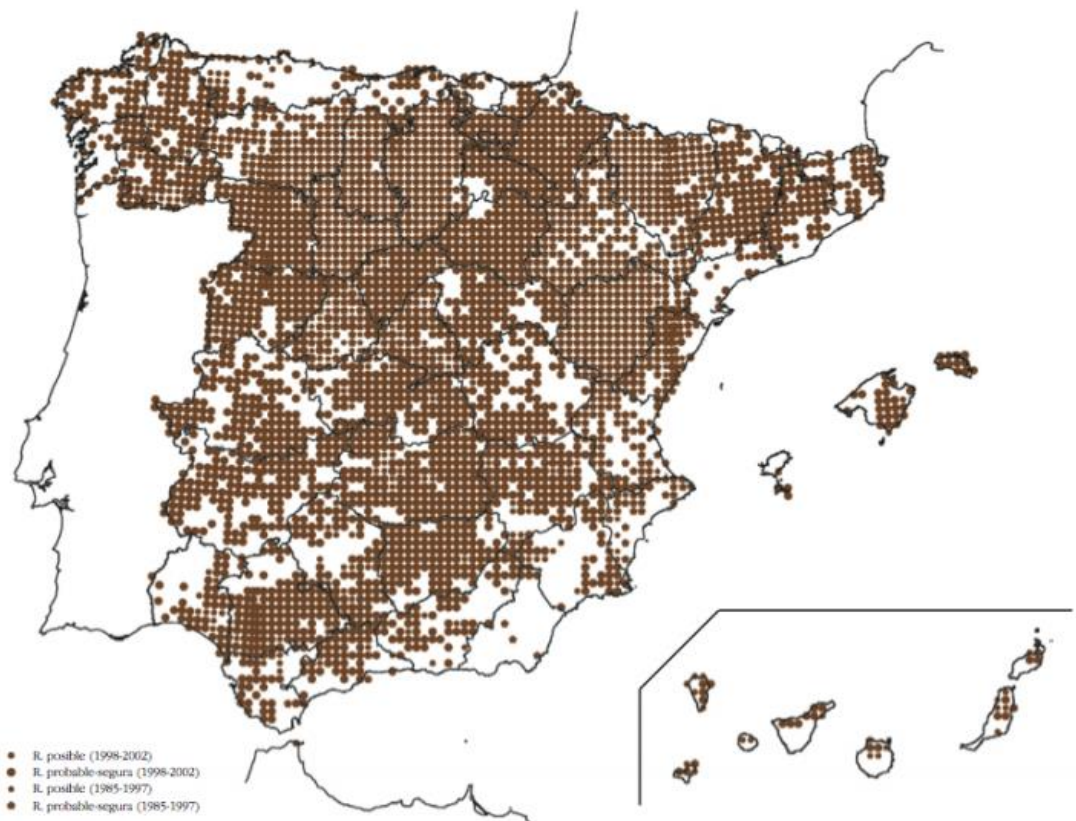 R. posible (1998-2002)
R. probable-segura (1998-2002)
R. posible (1985-1997)
R. probable-segura (1985-1997)